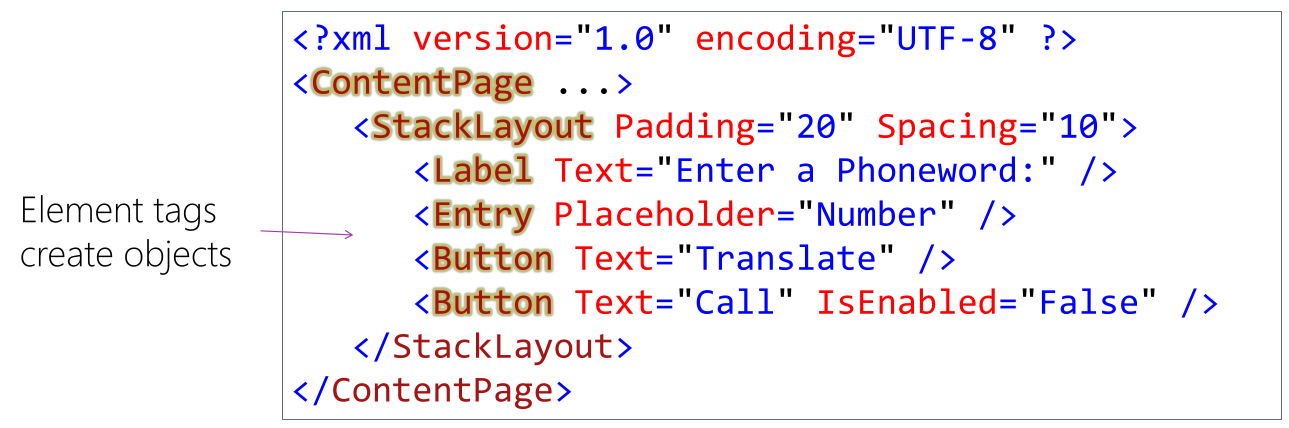 Element tags
create objects
<?xml version="1.0" encoding="UTF-8" ?>
<ContentPage ...>
<StackLayout Padding="20" Spacing="10">
<Label Text="Enter a Phoneword:" />
<Entry Placeholder="Number" />
<Button Text="Translate" />
<Button Text="Call" IsEnabled="False" />
</StackLayout>
</ContentPage>